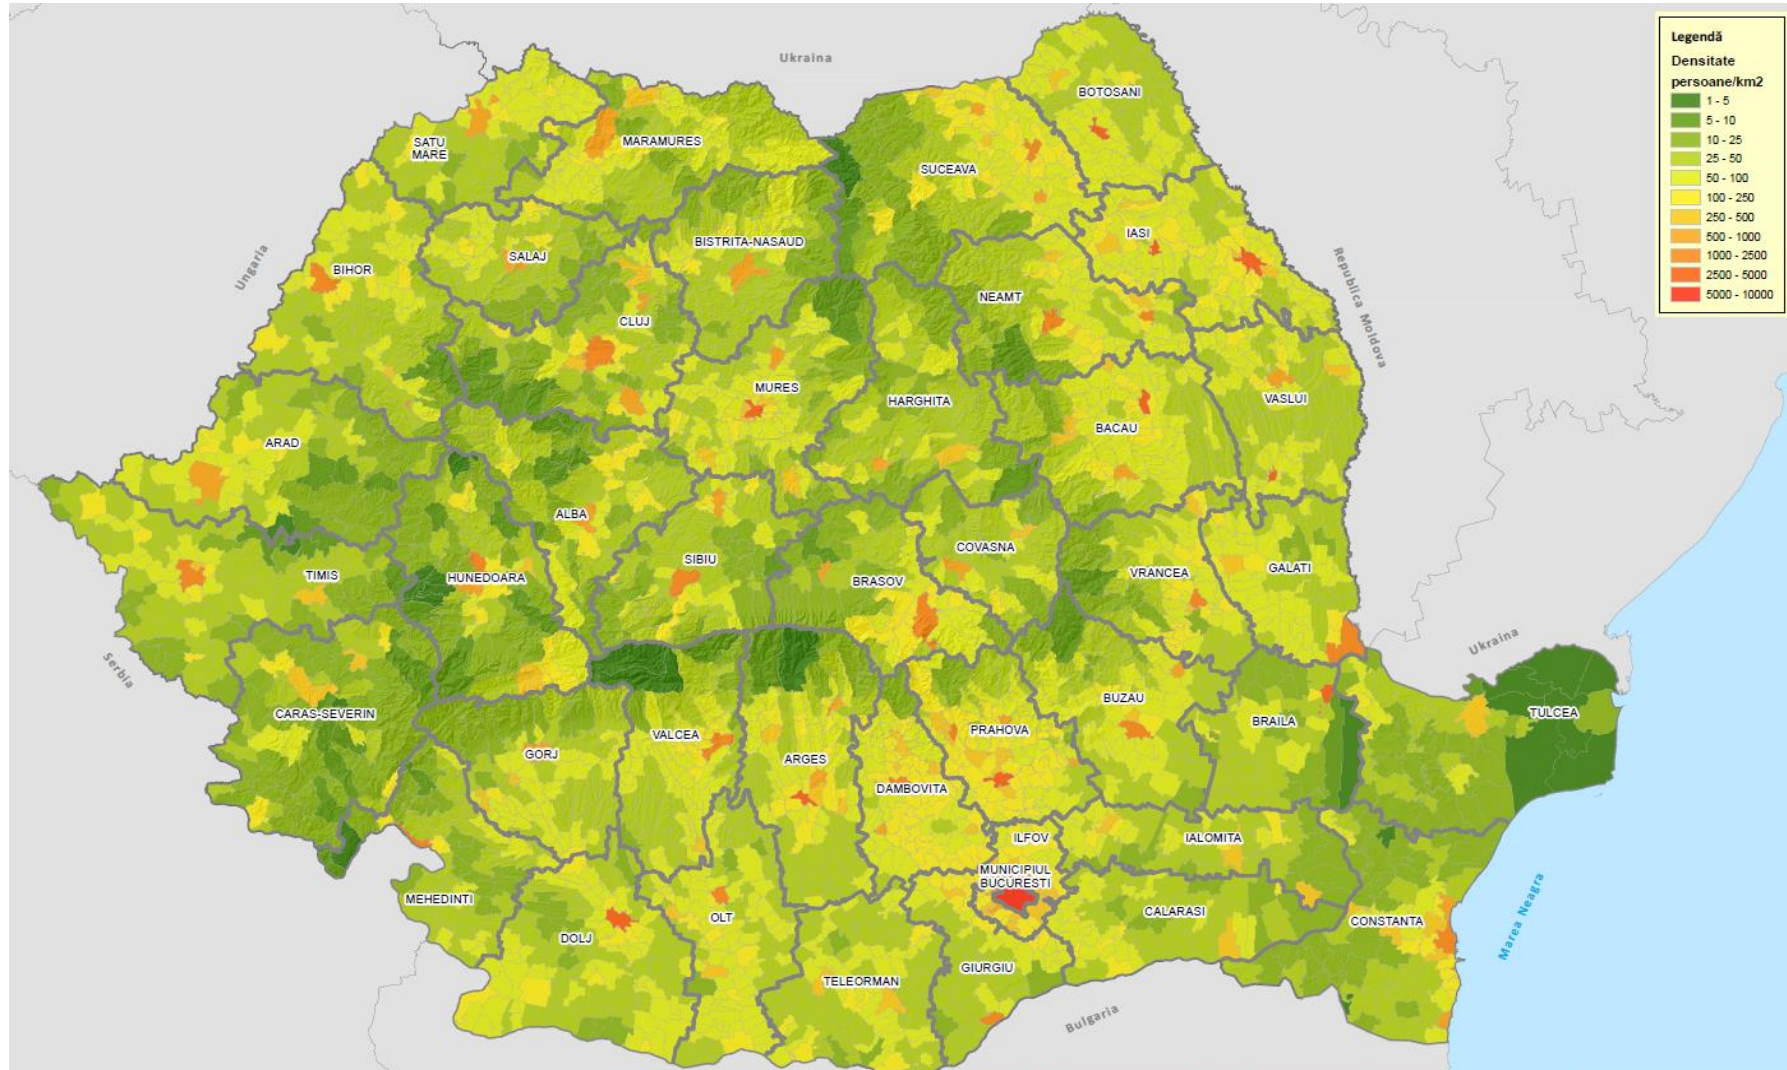 Ukraina
Legendă
Densitate
persoane/km2
1 - 5
5 - 10
10 - 25
25 - 50
50 - 100
100 - 250
250 - 500
500 - 1000
1000 - 2500
2500 - 5000
5000 - 10000
BOTOSANI
SATU
MARE
MARAMURES
SUCEAVA
IASI
BISTRITA-NASAUD
SALAJ
Ungaria
BIHOR
NEAMT
Republica Moldova
CLUJ
MURES
HARGHITA
VASLUI
BACAU
ARAD
ALBA
COVASNA
SIBIU
TIMIS
HUNEDOARA
BRASOV
VRANCEA
GALATI
Ukraina
Serbia
CARAS-SEVERIN
BUZAU
TULCEA
BRAILA
VALCEA
PRAHOVA
GORJ
ARGES
DAMBOVITA
ILFOV
IALOMITA
MUNICIPIUL
BUCURESTI
MEHEDINTI
CALARASI
Marea Neagra
OLT
CONSTANTA
DOLJ
GIURGIU
TELEORMAN
Bulgaria